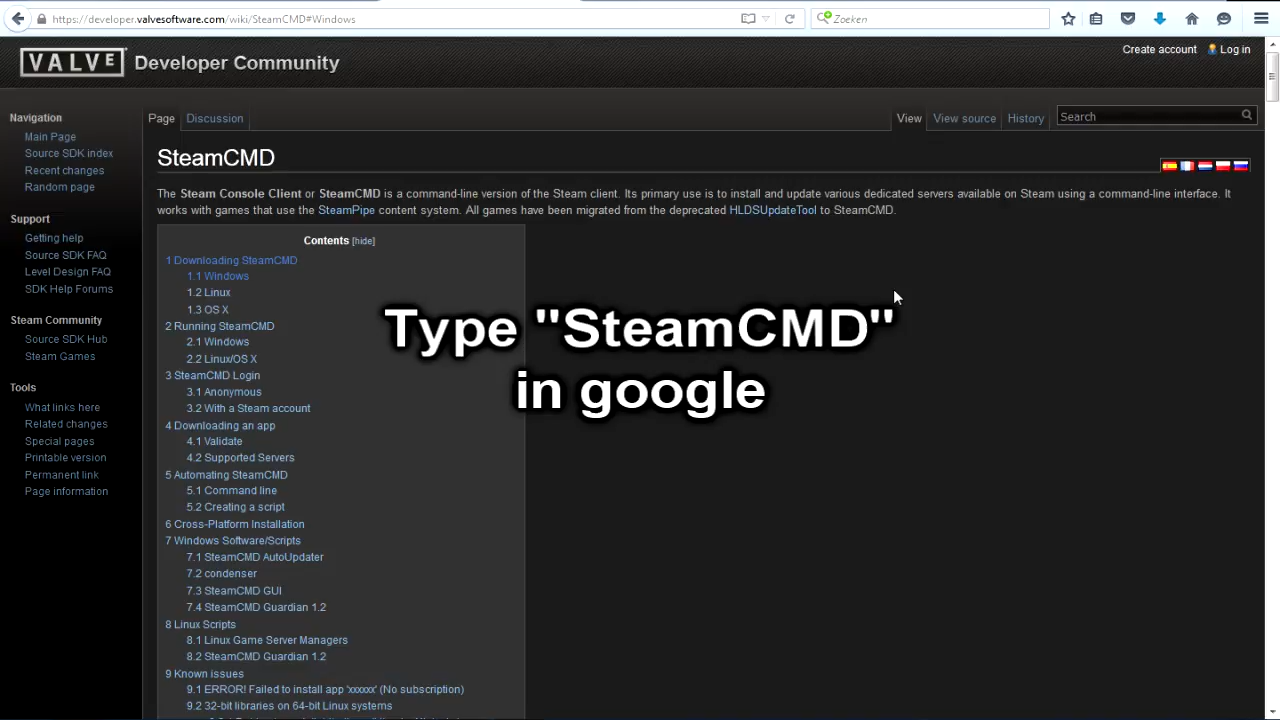 https://developer.valvesoftware.com/wiki/SteamCMD#Windows
Zoeken
VALVE Developer Community
Create account
Log in
Navigation
Main Page
Source SDK index
Recent changes
Random page
Support
Getting help
Source SDK FAQ
Level Design FAQ
SDK Help Forums
Steam Community
Source SDK Hub
Steam Games
Tools
What links here
Related changes
Special pages
Printable version
Permanent link
Page information
Page
Discussion
View
View source
History
Search
SteamCMD
The Steam Console Client or SteamCMD is a command-line version of the Steam client. Its primary use is to install and update various dedicated servers available on Steam using a command-line interface. It
works with games that use the SteamPipe content system. All games have been migrated from the deprecated HLDSUpdateTool to SteamCMD.
Contents [hide]
1 Downloading SteamCMD
1.1 Windows
1.2 Linux
1.3 OS X
2 Running SteamCMD
2.1 Windows
2.2 Linux/OS X
3 SteamCMD Login
3.1 Anonymous
3.2 With a Steam account
4 Downloading an app
4.1 Validate
4.2 Supported Servers
5 Automating SteamCMD
5.1 Command line
5.2 Creating a script
6 Cross-Platform Installation
7 Windows Software/Scripts
7.1 SteamCMD AutoUpdater
7.2 condenser
7.3 SteamCMD GUI
7.4 SteamCMD Guardian 1.2
8 Linux Scripts
8.1 Linux Game Server Managers
8.2 SteamCMD Guardian 1.2
9 Known issues
9.1 ERROR! Failed to install app 'xxxxxx' (No subscription)
9.2 32-bit libraries on 64-bit Linux systems
Type "SteamCMD"
in google